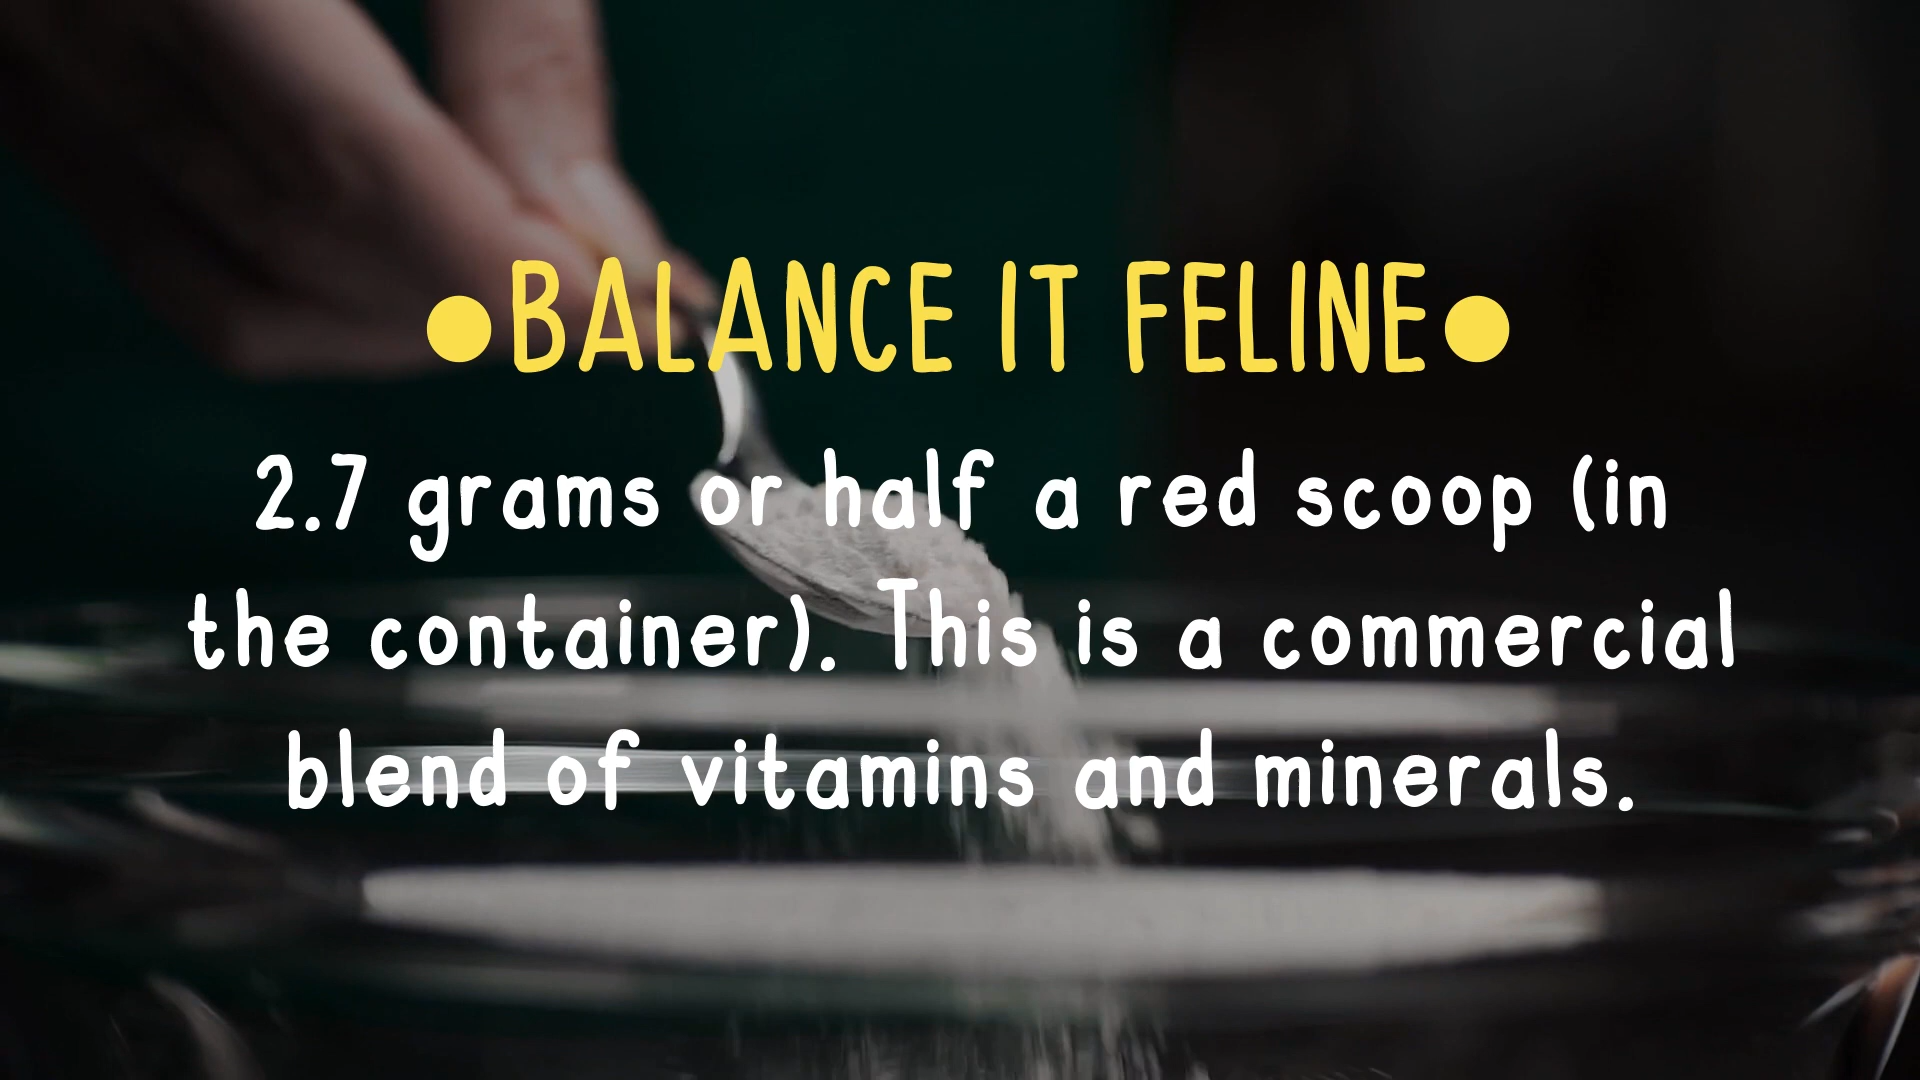 ●BALANCE IT FELINE●
2.7 grams or half a red scoop (in
the container). This is a commercial
blend of vitamins and minerals.